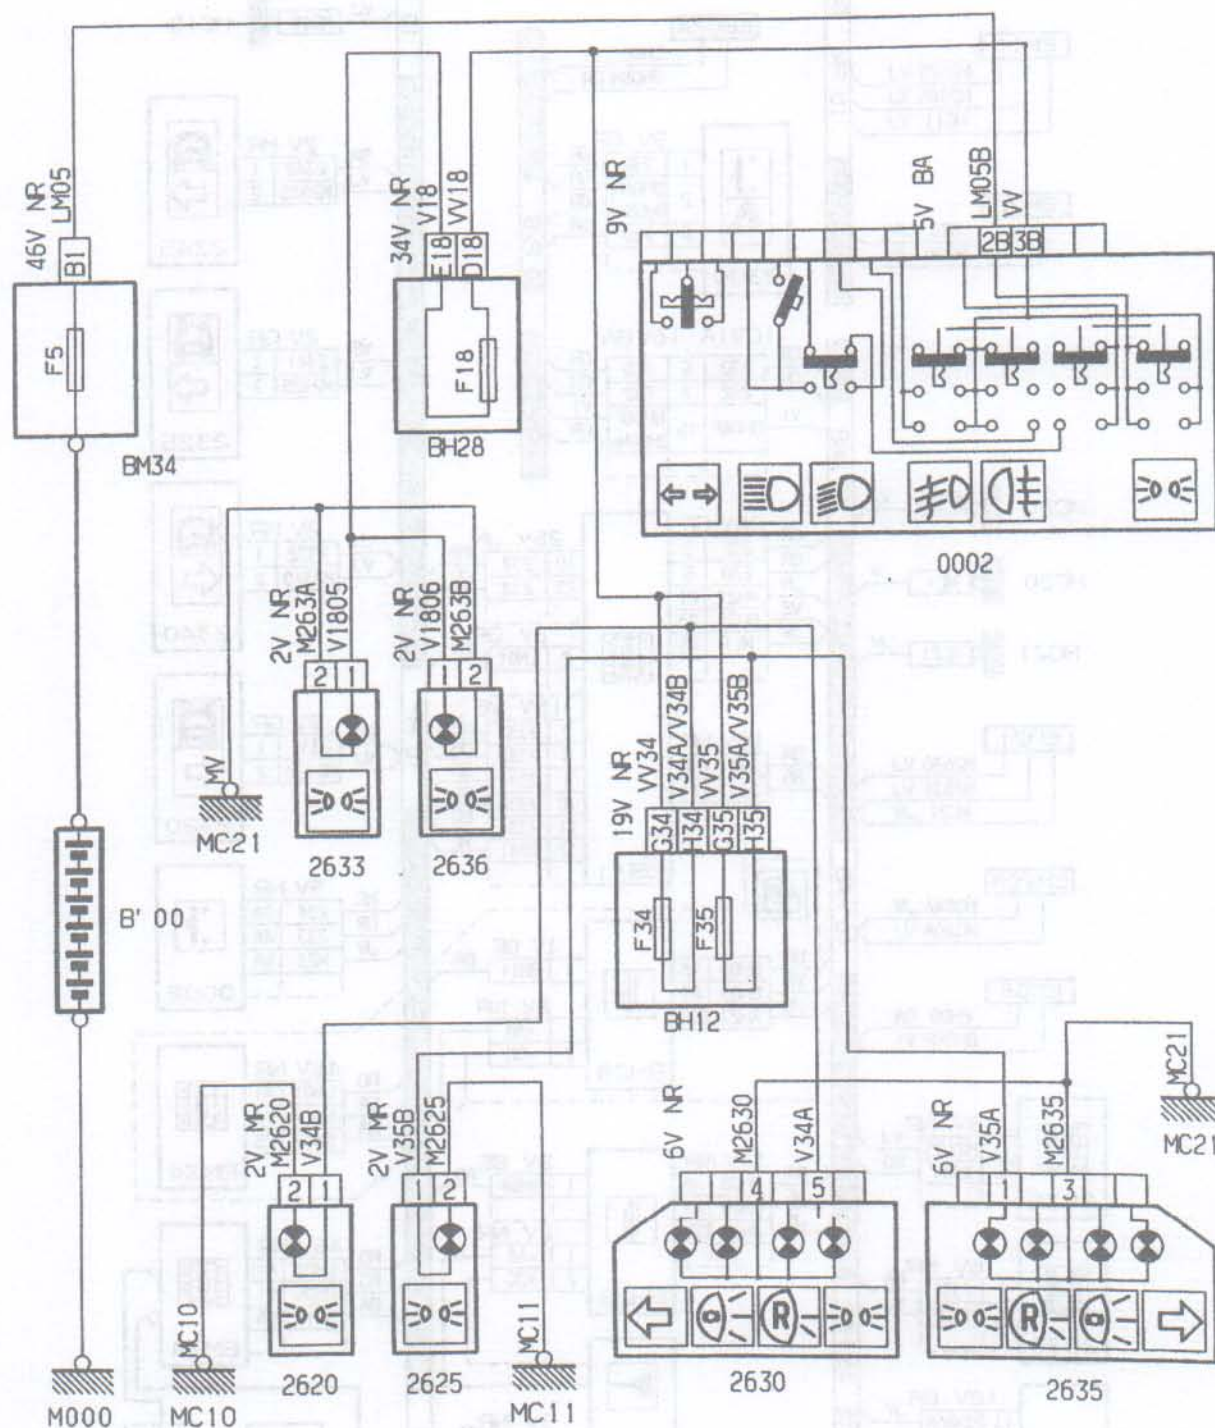 46V NR
LM05
B1
F5
BM34
34V NR
V18
VV18
E18
D18
F18
BH28
9V NR
5V BA
LM05B
W
2B
3B
0002
2V NR
M263A
V1805
2
1
2633
2V NR
V1806
M263B
1
2
2636
MV
MC21
B'00
19V NR
VV34
V34A/V34B
VV35
V35A/V35B
G34
H34
G35
H35
F34
F35
BH12
2V MR
M2620
V34B
2
1
2620
MC10
MC10
2V MR
V35B
M2625
1
2
2625
MC11
MC11
6V NR
M2630
V34A
4
5
R
2630
6V NR
V35A
M2635
1
3
R
2635
MC21
MC21
M000